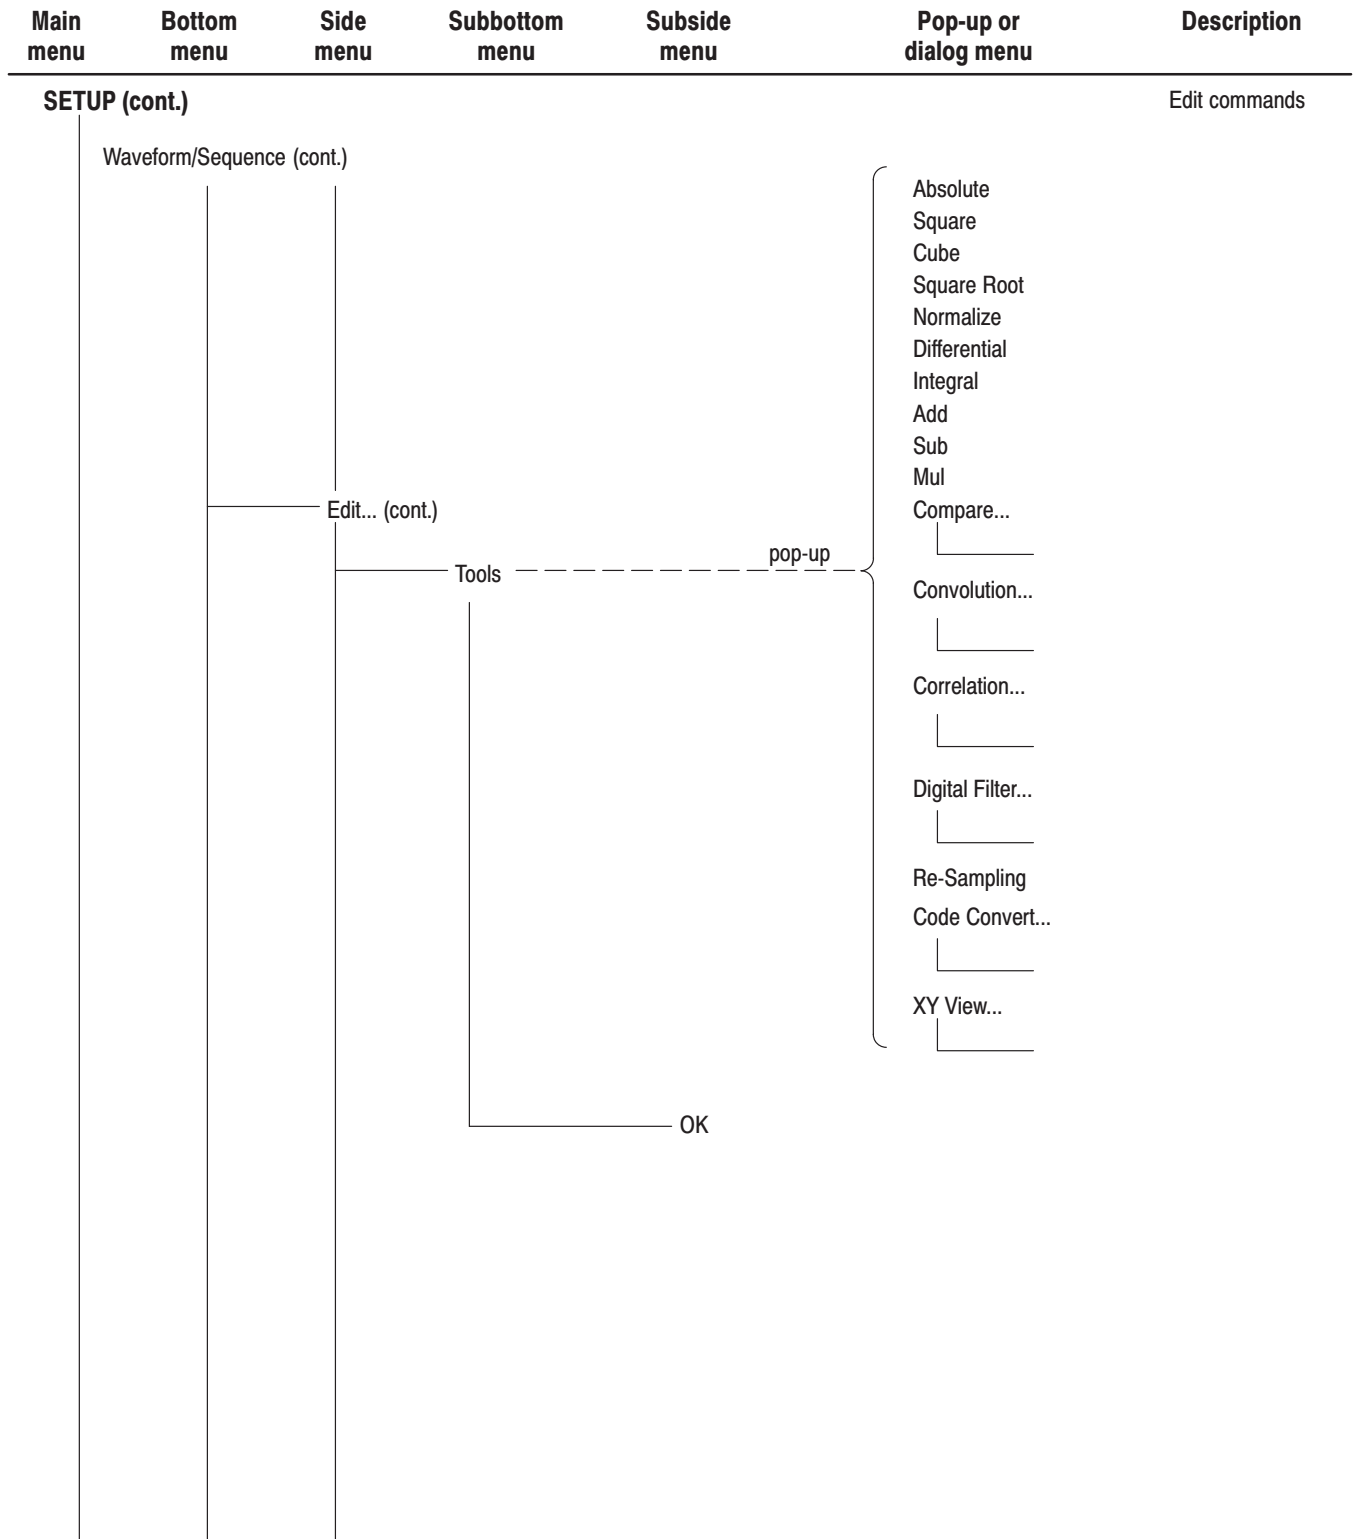 Main menu
Bottom menu
Side menu
Subbottom menu
Subside menu
Pop-up or dialog menu
Description
SETUP (cont.)
Edit commands
Waveform/Sequence (cont.)
Absolute
Square
Cube
Square Root
Normalize
Differential
Integral
Add
Sub
Mul
Edit... (cont.)
Compare...
pop-up
Tools
Convolution...
Correlation...
Digital Filter...
Re-Sampling
Code Convert...
XY View...
OK